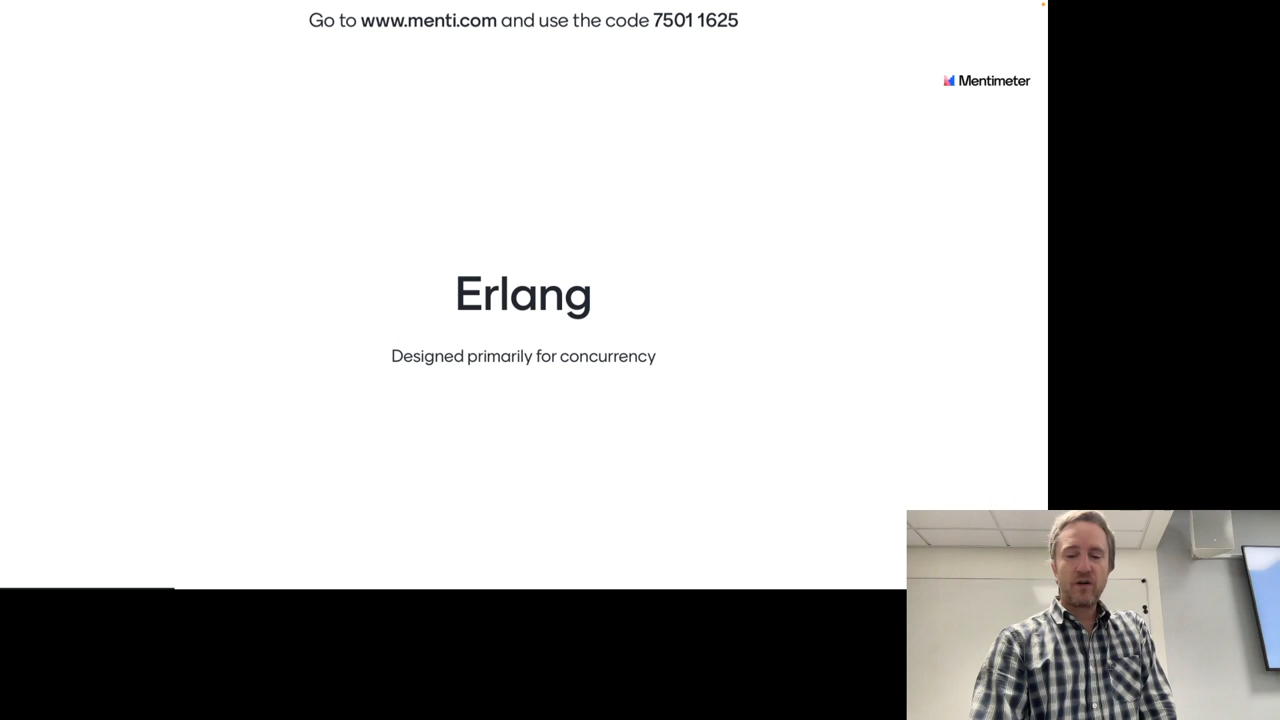 Go to www.menti.com and use the code 7501 1625
Mentimeter
Erlang
Designed primarily for concurrency